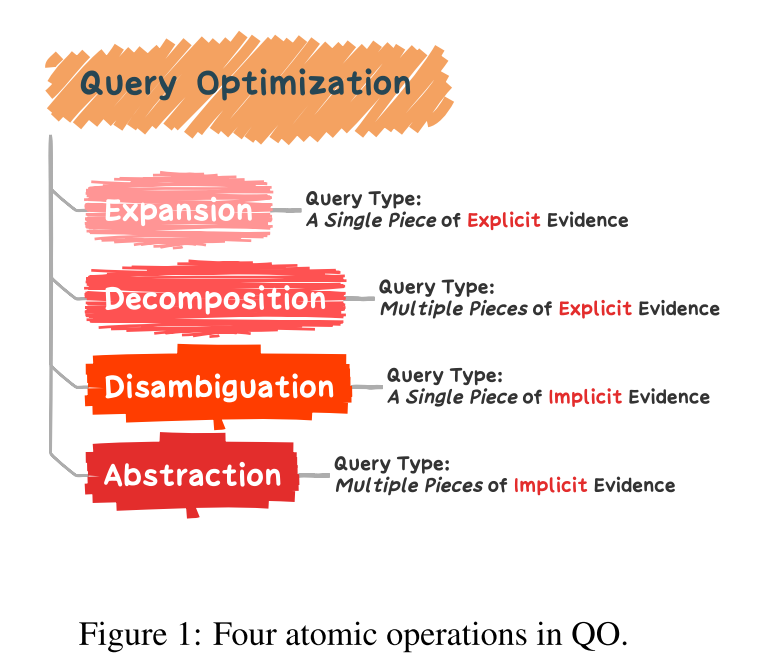 Query Optimization
Expansion
Query Type:
A Single Piece of Explicit Evidence
Decomposition
Query Type:
Multiple Pieces of Explicit Evidence
Disambiguation
Query Type:
A Single Piece of Implicit Evidence
Abstraction
Query Type:
Multiple Pieces of Implicit Evidence
Figure 1: Four atomic operations in QO.